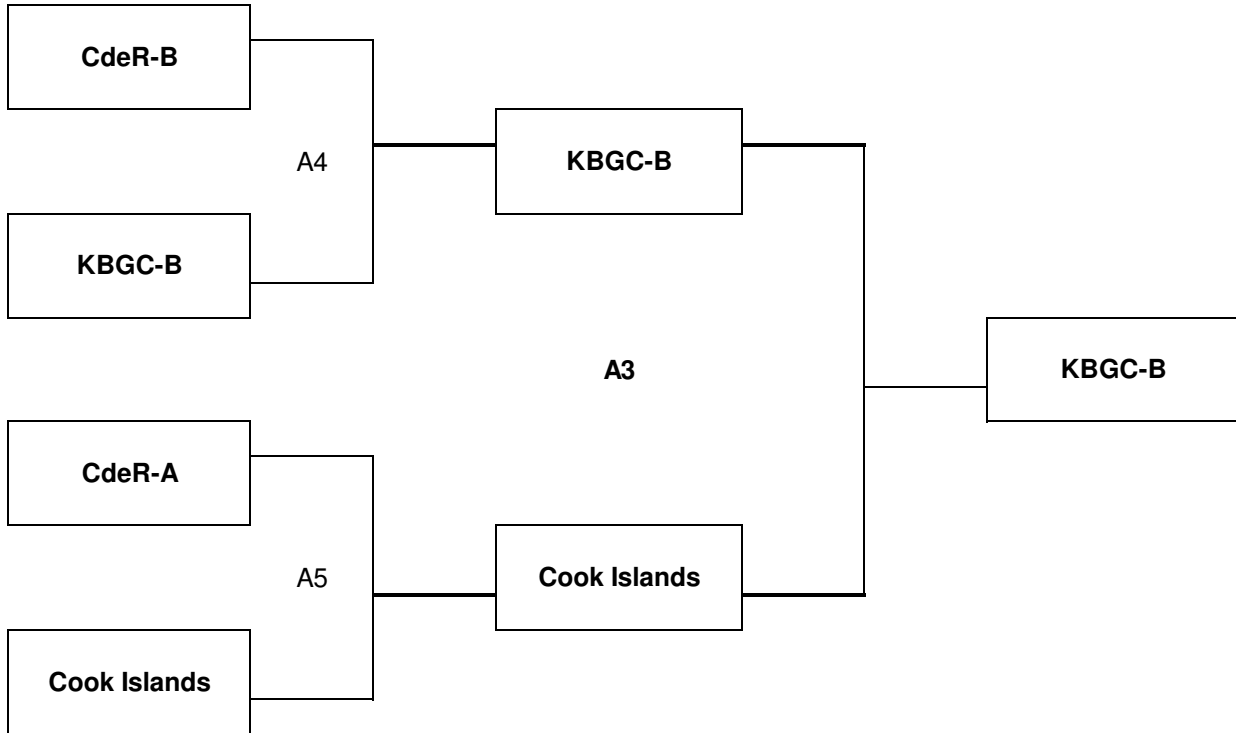 CdeR-B
A4
KBGC-B
KBGC-B
A3
KBGC-B
CdeR-A
A5
Cook Islands
Cook Islands